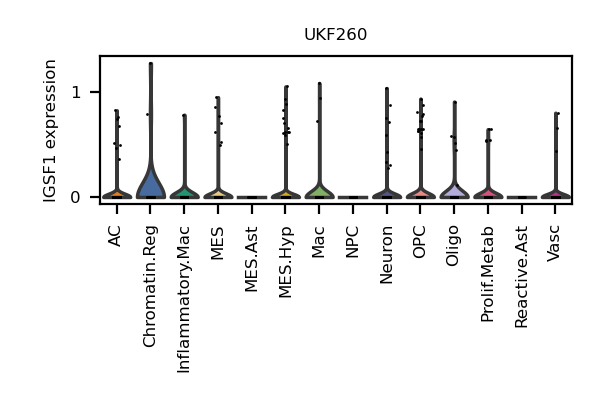 UKF260
IGSF1 expression
1
0
AC
Chromatin.Reg
Inflammatory.Mac
MES
MES.Ast
MES.Hyp
Mac
NPC
Neuron
OPC
Oligo
Prolif.Metab
Reactive.Ast
Vasc